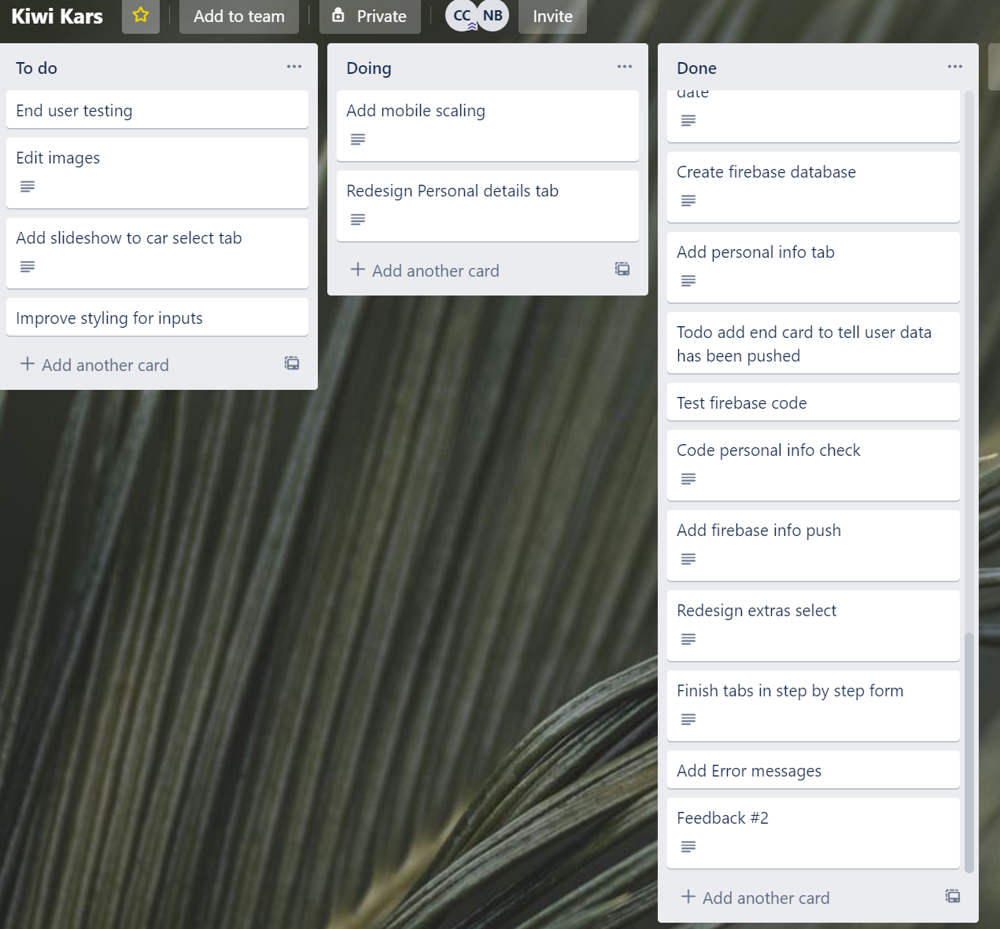 Kiwi Kars
Add to team
Private
CC
NB
Invite
To do
End user testing
Edit images
Add slideshow to car select tab
Improve styling for inputs
Add another card
Doing
Add mobile scaling
Redesign Personal details tab
Add another card
Done
date
Create firebase database
Add personal info tab
Todo add end card to tell user data
has been pushed
Test firebase code
Code personal info check
Add firebase info push
Redesign extras select
Finish tabs in step by step form
Add Error messages
Feedback #2
Add another card